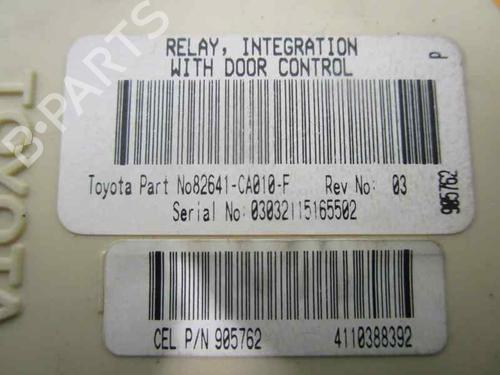 RELAY, INTEGRATION
WITH DOOR CONTROL
P
Toyota Part No82641-CA010-F Rev No: 03
Serial No:03032115165502
905762
CEL P/N 905762 4110388392
TOYOTA
B-PARTS